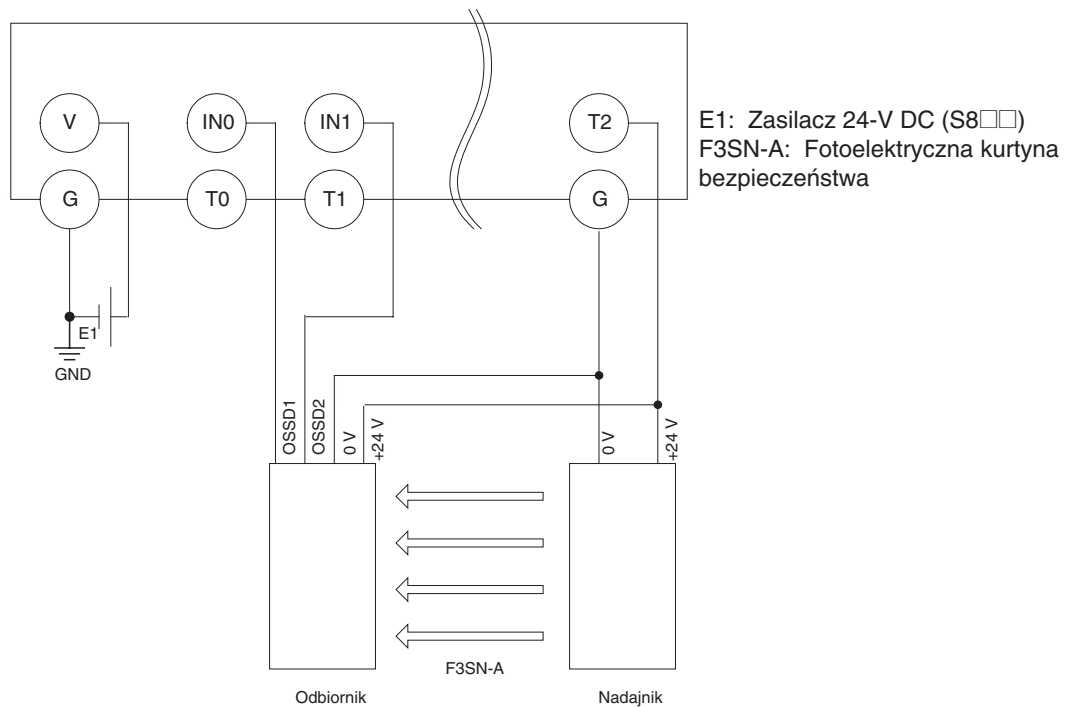 V
IN0
IN1
T2
G
T0
T1
G
E1: Zasilacz 24-V DC (S8□□)
F3SN-A: Fotoelektryczna kurtyna
bezpieczeństwa
E1
GND
OSSD1
OSSD2
0 V
+24 V
0 V
+24 V
F3SN-A
Odbiornik
Nadajnik